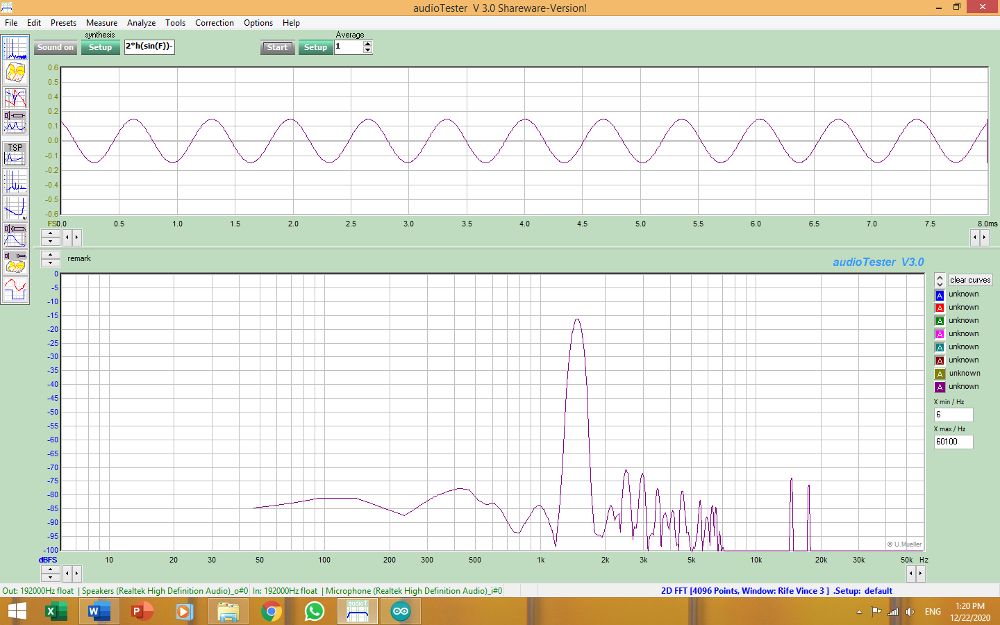 audioTester V 3.0 Shareware-Version!
File Edit Presets Measure Analyze Tools Correction Options Help
synthesis Average
Sound on Setup 2*h(sin(F))- Start Setup 1
TSP
0.6
0.5
0.4
0.2
0.1
0.0
-0.1
-0.2
-0.4
-0.5
-0.6
FS0.0 0.5 1.0 1.5 2.0 2.5 3.0 3.5 4.0 4.5 5.0 5.5 6.0 6.5 7.0 7.5 8.0ms
remark
audioTester V3.0
0
-5
-10
-15
-20
-25
-30
-35
-40
-45
-50
-55
-60
-65
-70
-75
-80
-85
-90
-95
-100
© U.Mueller
dBFS 10 20 30 50 100 200 300 500 1k 2k 3k 5k 10k 20k 30k 50k Hz
clear curves
A unknown
A unknown
A unknown
A unknown
A unknown
A unknown
A unknown
A unknown
X min / Hz
6
X max / Hz
60100
Out: 192000Hz float | Speakers (Realtek High Definition Audio)_o#0 In: 192000Hz float | Microphone (Realtek High Definition Audio)_i#0 2D FFT [4096 Points, Window: Rife Vince 3 ] .Setup: default
audioT
ENG
1:20 PM
12/22/2020